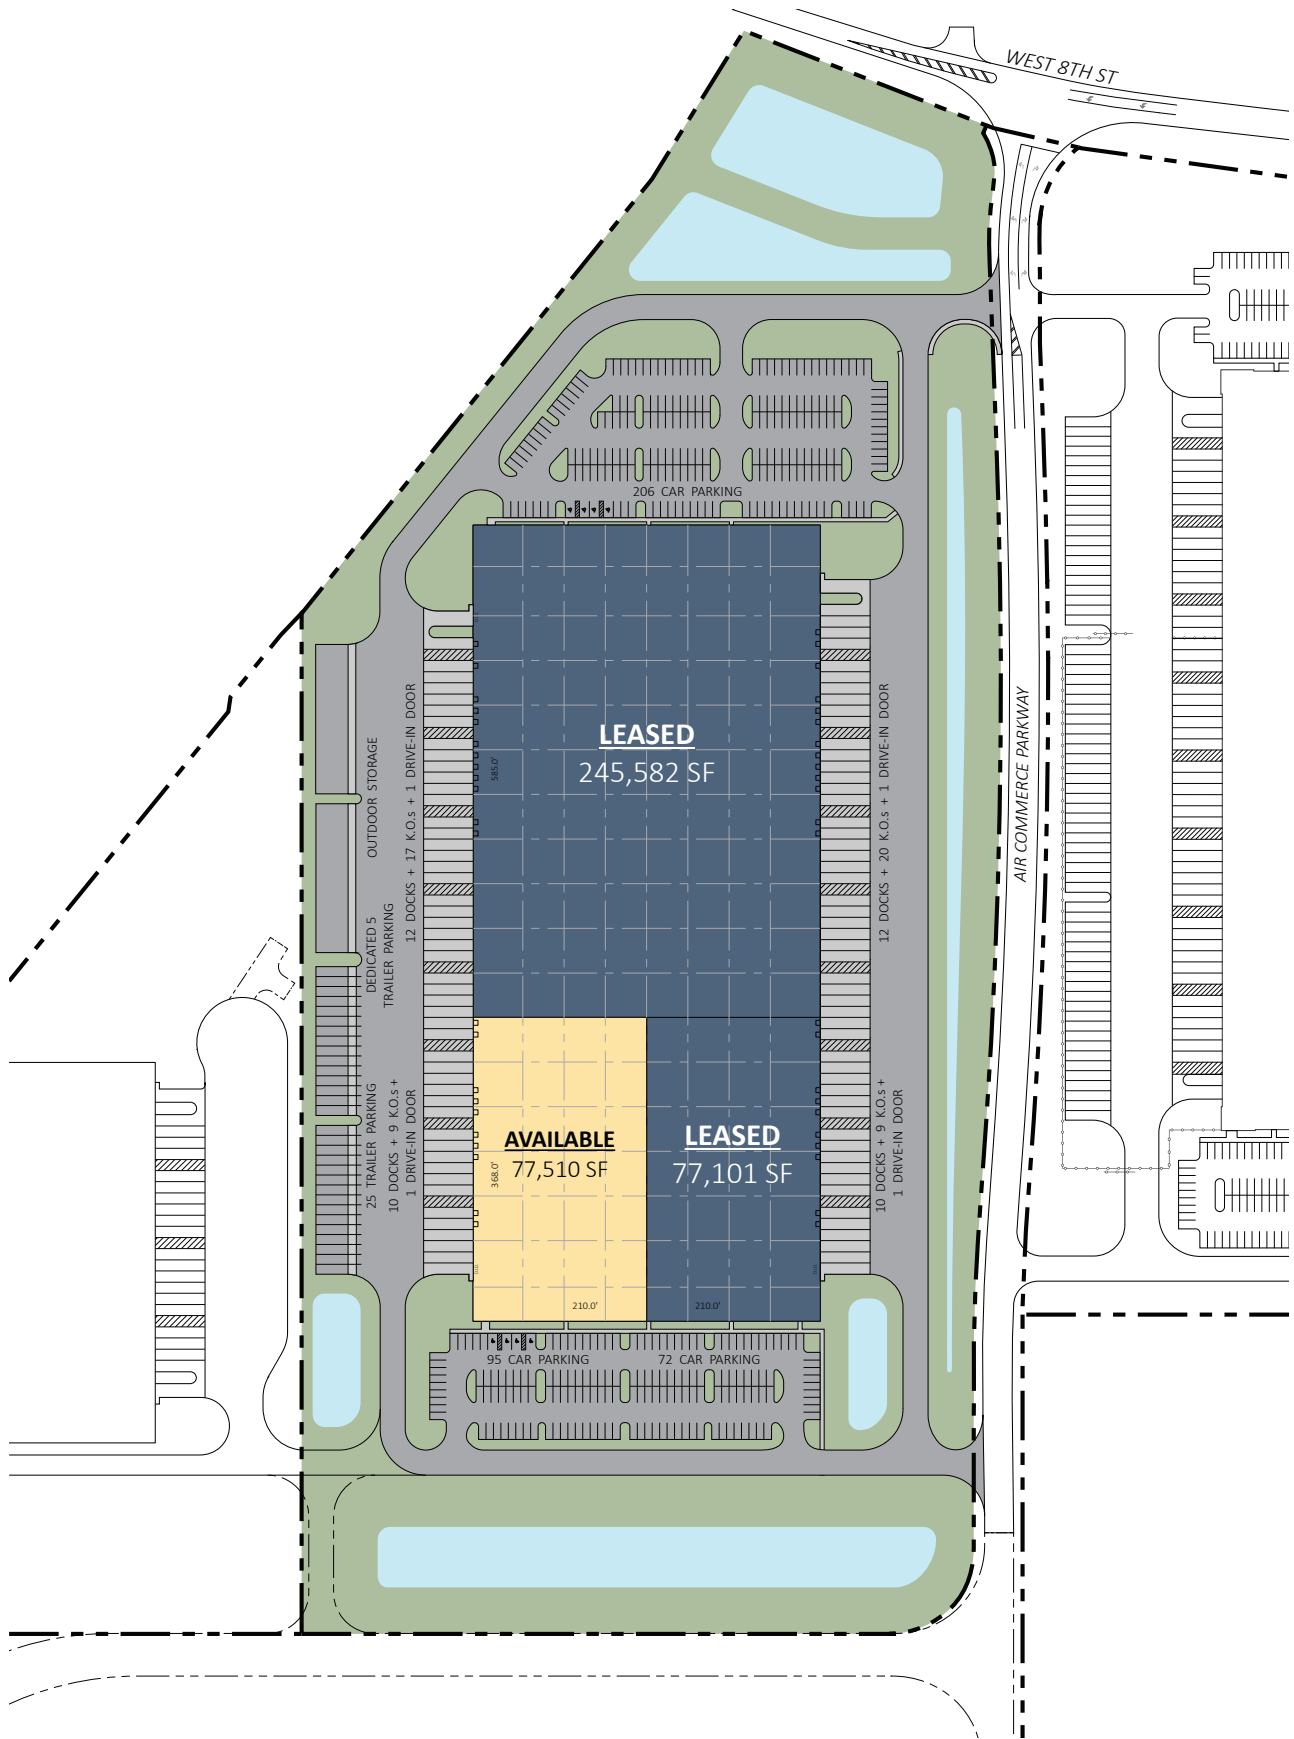 WEST 8TH ST
206 CAR PARKING
LEASED
245,582 SF
585.0'
12 DOCKS + 17 K.O.s + 1 DRIVE-IN DOOR
12 DOCKS + 20 K.O.s + 1 DRIVE-IN DOOR
AIR COMMERCE PARKWAY
OUTDOOR STORAGE
DEDICATED 5
TRAILER PARKING
25 TRAILER PARKING
10 DOCKS + 9 K.O.s +
1 DRIVE-IN DOOR
AVAILABLE
77,510 SF
368.0'
210.0'
LEASED
77,101 SF
210.0'
10 DOCKS + 9 K.O.s +
1 DRIVE-IN DOOR
95 CAR PARKING
72 CAR PARKING